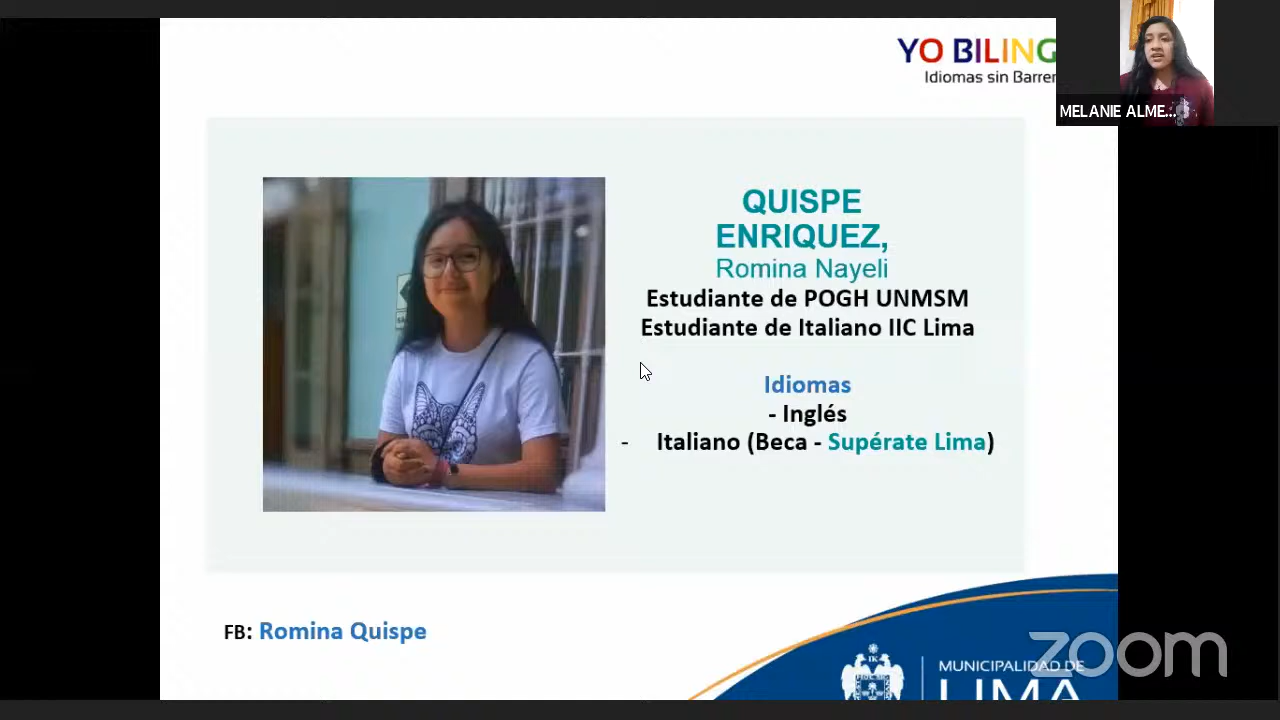 YO BILING
Idiomas sin Barrer
MELANIE ALME...
QUISPE
ENRIQUEZ,
Romina Nayeli
Estudiante de POGH UNMSM
Estudiante de Italiano IIC Lima
Idiomas
- Inglés
- Italiano (Beca - Supérate Lima)
FB: Romina Quispe
MUNICIPALIDAD DE
LIMA
zoom